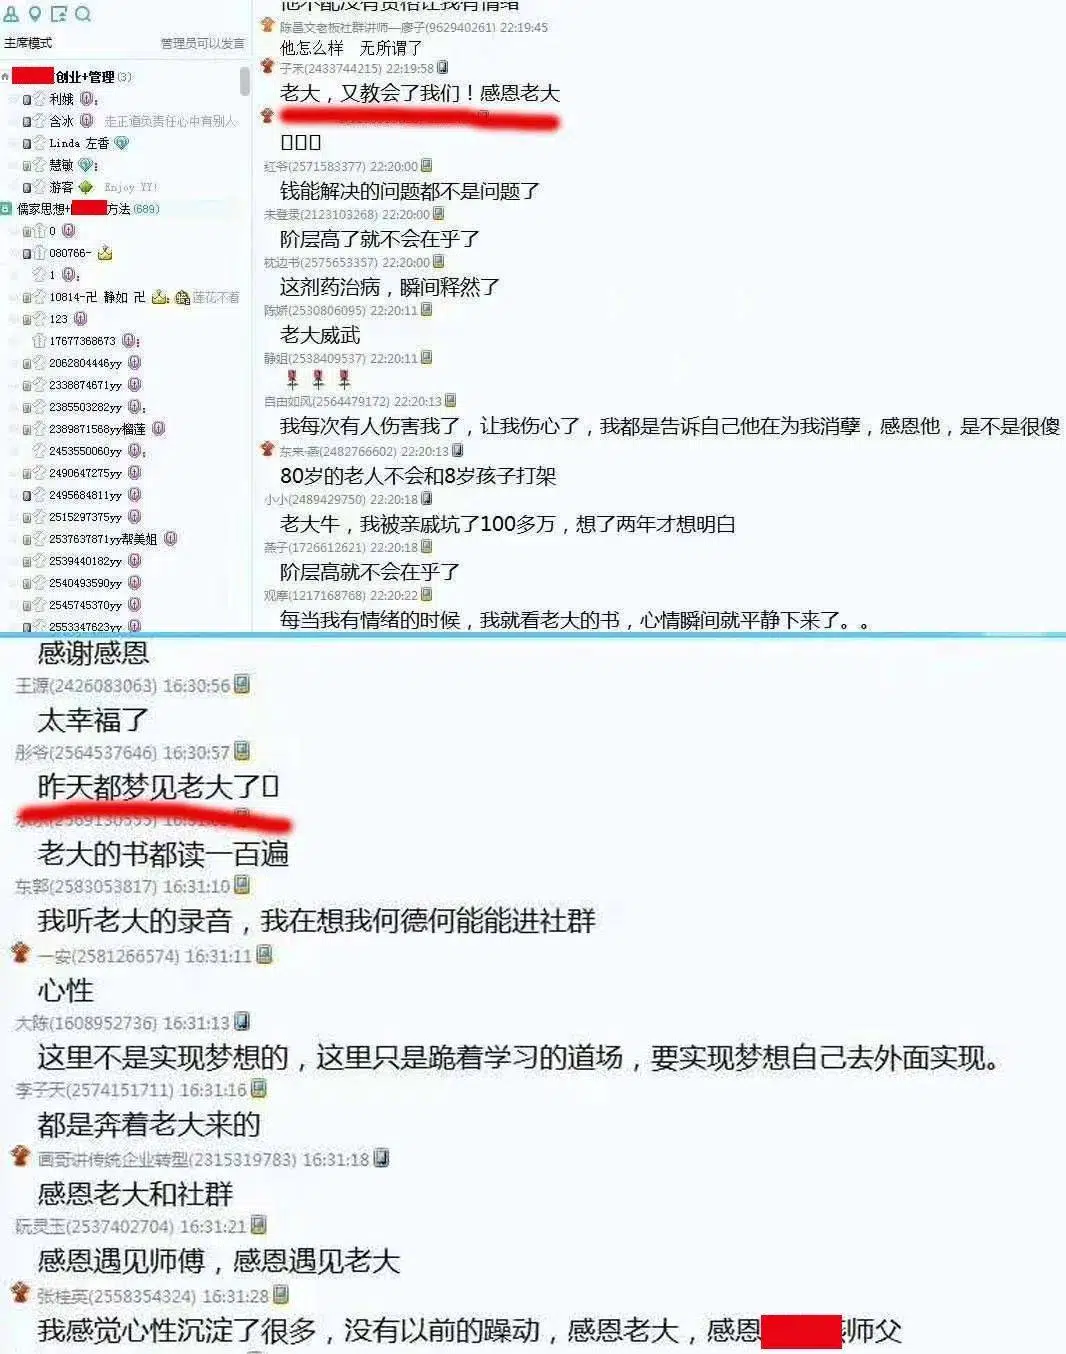 主席模式
管理员可以发言
创业+管理 (3)
利娥
含冰 走正道负责任心中有别人
Linda 左香
慧敏
游客 Enjoy YY!
儒家思想+
方法 (689)
0
080766-
1
10814-卍 静如 卍 莲花不着
123
17677368673
2062804446yy
2338874671yy
2385503282yy
2389871568yy榴莲
2453550060yy
2490647275yy
2495684811yy
2515297375yy
2537637871yy帮美姐
2539440182yy
2540493590yy
2545745370yy
2553347623yy
他不配没有资格让我有情绪
陈昌文老板社群讲师—廖子(962940261) 22:19:45
他怎么样 无所谓了
子禾(2433744215) 22:19:58
老大，又教会了我们！感恩老大
红爷(2571583377) 22:20:00
钱能解决的问题都不是问题了
未登录(2123103268) 22:20:00
阶层高了就不会在乎了
枕边书(2575653357) 22:20:00
这剂药治病，瞬间释然了
陈娇(2530806095) 22:20:11
老大威武
静姐(2538409537) 22:20:11
自由如风(2564479172) 22:20:13
我每次有人伤害我了，让我伤心了，我都是告诉自己他在为我消孽，感恩他，是不是很傻
东来-燕(2482766602) 22:20:13
80岁的老人不会和8岁孩子打架
小小(2489429750) 22:20:18
老大牛，我被亲戚坑了100多万，想了两年才想明白
燕子(1726612621) 22:20:18
阶层高就不会在乎了
观摩(1217168768) 22:20:22
每当我有情绪的时候，我就看老大的书，心情瞬间就平静下来了。。
感谢感恩
王源(2426083063) 16:30:56
太幸福了
彤爷(2564537646) 16:30:57
昨天都梦见老大了
老大的书都读一百遍
东郭(2583053817) 16:31:10
我听老大的录音，我在想我何德何能能进社群
一安(2581266574) 16:31:11
心性
大陈(1608952736) 16:31:13
这里不是实现梦想的，这里只是跪着学习的道场，要实现梦想自己去外面实现。
李子天(2574151711) 16:31:16
都是奔着老大来的
画哥讲传统企业转型(2315319783) 16:31:18
感恩老大和社群
阮灵玉(2537402704) 16:31:21
感恩遇见师傅，感恩遇见老大
张桂英(2558354324) 16:31:28
我感觉心性沉淀了很多，没有以前的躁动，感恩老大，感恩
师父